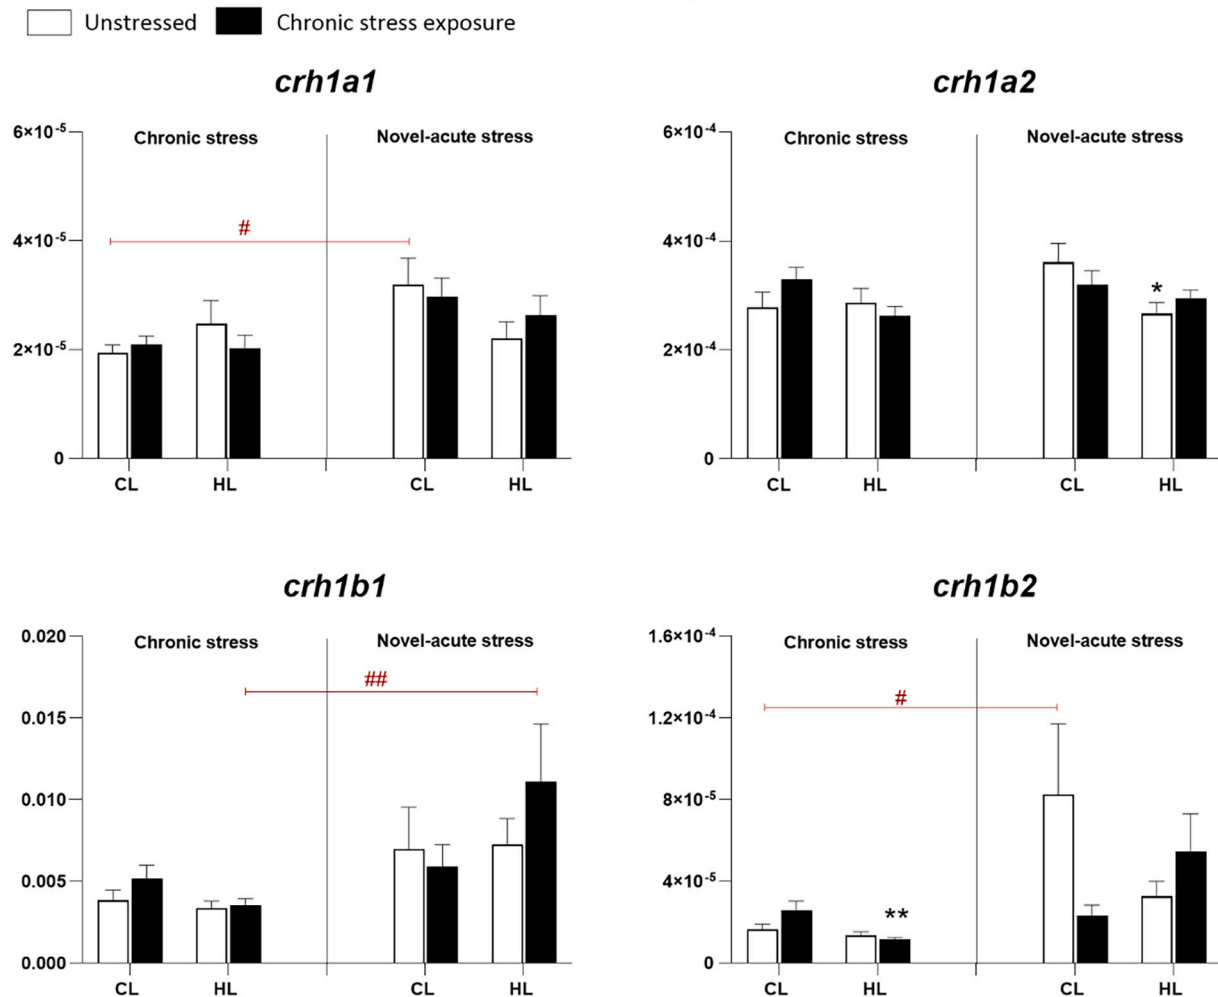 Unstressed Chronic stress exposure
crh1a1
6×10-5 Chronic stress Novel-acute stress
#
4×10-5
2×10-5
0
CL HL CL HL
crh1a2
6×10-4 Chronic stress Novel-acute stress
4×10-4
*
2×10-4
0
CL HL CL HL
crh1b1
0.020 Chronic stress Novel-acute stress
##
0.015
0.010
0.005
0.000
CL HL CL HL
crh1b2
1.6×10-4 Chronic stress Novel-acute stress
#
1.2×10-4
8×10-5
4×10-5
**
0
CL HL CL HL